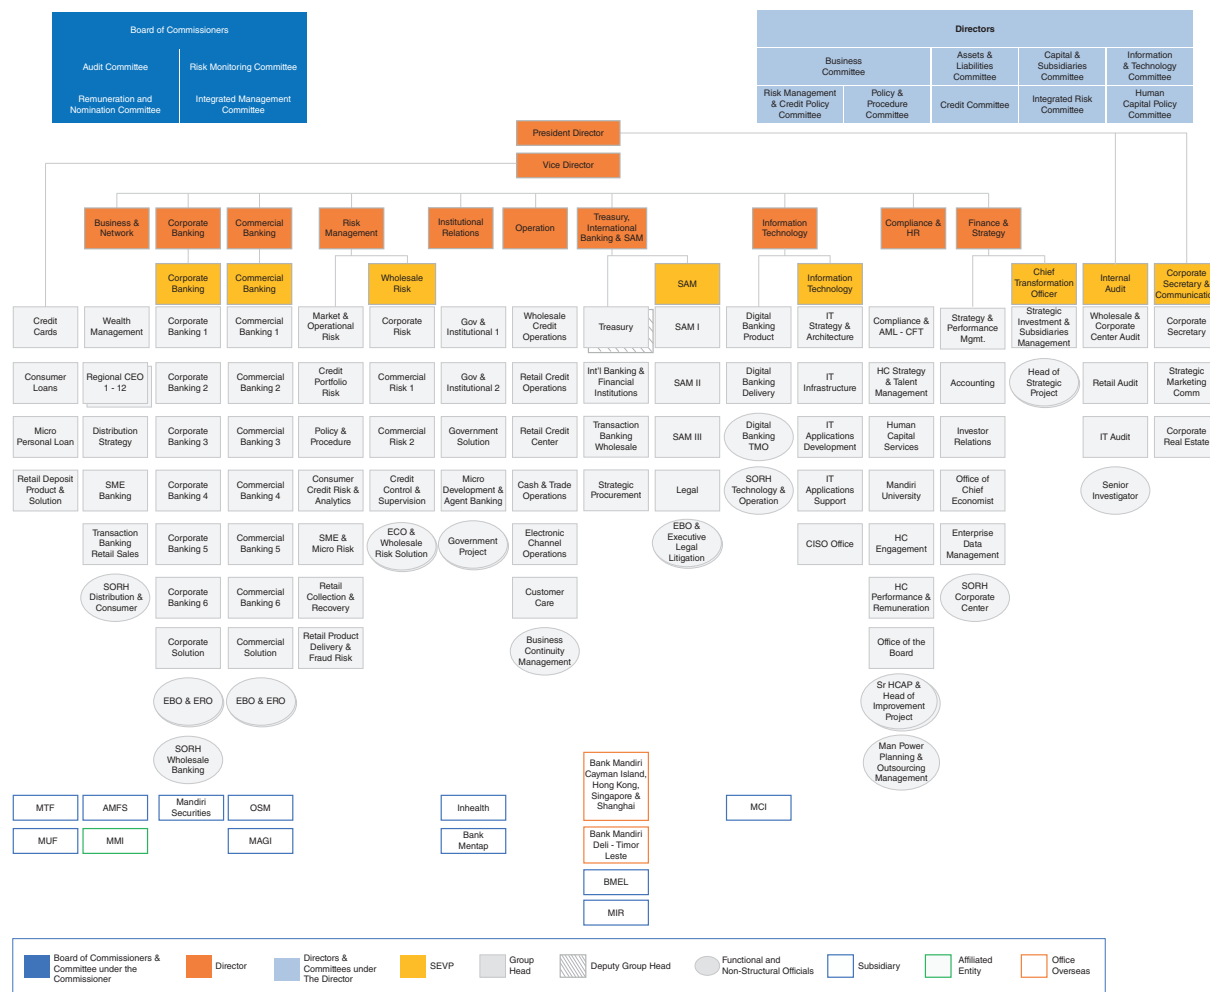 Board of Commissioners
Audit Committee
Risk Monitoring Committee
Remuneration and
Nomination Committee
Integrated Management
Committee
Directors
Business
Committee
Assets &
Liabilities
Committee
Capital &
Subsidiaries
Committee
Information
& Technology
Committee
Risk Management
& Credit Policy
Committee
Policy &
Procedure
Committee
Credit Committee
Integrated Risk
Committee
Human
Capital Policy
Committee
President Director
Vice Director
Business &
Network
Corporate
Banking
Commercial
Banking
Risk
Management
Institutional
Relations
Operation
Treasury,
International
Banking & SAM
Information
Technology
Compliance &
HR
Finance &
Strategy
Corporate
Banking
Commercial
Banking
Wholesale
Risk
SAM
Information
Technology
Chief
Transformation
Officer
Internal
Audit
Corporate
Secretary &
Communication
Credit
Cards
Wealth
Management
Corporate
Banking 1
Commercial
Banking 1
Market &
Operational
Risk
Corporate
Risk
Gov &
Institutional 1
Wholesale
Credit
Operations
Treasury
SAM I
Digital
Banking
Product
IT
Strategy &
Architecture
Compliance &
AML - CFT
Strategy &
Performance
Mgmt.
Strategic
Investment &
Subsidiaries
Management
Wholesale &
Corporate
Center Audit
Corporate
Secretary
Consumer
Loans
Regional CEO
1 - 12
Corporate
Banking 2
Commercial
Banking 2
Credit
Portfolio
Risk
Commercial
Risk 1
Gov &
Institutional 2
Retail Credit
Operations
Int'l Banking &
Financial
Institutions
SAM II
Digital
Banking
Delivery
IT
Infrastructure
HC Strategy
& Talent
Management
Accounting
Head of
Strategic
Project
Retail Audit
Strategic
Marketing
Comm
Micro
Personal Loan
Distribution
Strategy
Corporate
Banking 3
Commercial
Banking 3
Policy &
Procedure
Commercial
Risk 2
Government
Solution
Retail Credit
Center
Transaction
Banking
Wholesale
SAM III
Digital
Banking
TMO
IT
Applications
Development
Human
Capital
Services
Investor
Relations
IT Audit
Corporate
Real Estate
Retail Deposit
Product &
Solution
SME
Banking
Corporate
Banking 4
Commercial
Banking 4
Consumer
Credit Risk &
Analytics
Credit
Control &
Supervision
Micro
Development &
Agent Banking
Cash & Trade
Operations
Strategic
Procurement
Legal
SORH
Technology &
Operation
IT
Applications
Support
Mandiri
University
Office of
Chief
Economist
Senior
Investigator
Transaction
Banking
Retail Sales
Corporate
Banking 5
Commercial
Banking 5
SME &
Micro Risk
ECO &
Wholesale
Risk Solution
Government
Project
Electronic
Channel
Operations
EBO &
Executive
Legal
Litigation
CISO Office
HC
Engagement
Enterprise
Data
Management
SORH
Distribution &
Consumer
Corporate
Banking 6
Commercial
Banking 6
Retail
Collection &
Recovery
Customer
Care
HC
Performance &
Remuneration
SORH
Corporate
Center
Corporate
Solution
Commercial
Solution
Retail Product
Delivery &
Fraud Risk
Business
Continuity
Management
Office of the
Board
EBO & ERO
EBO & ERO
Sr HCAP &
Head of
Improvement
Project
SORH
Wholesale
Banking
Man Power
Planning &
Outsourcing
Management
Bank Mandiri
Cayman Island,
Hong Kong,
Singapore &
Shanghai
MTF
AMFS
Mandiri
Securities
OSM
Inhealth
MCI
MUF
MMI
MAGI
Bank
Mentap
Bank Mandiri
Deli - Timor
Leste
BMEL
MIR
Board of Commissioners &
Committee under the
Commissioner
Director
Directors &
Committees under
The Director
SEVP
Group
Head
Deputy Group Head
Functional and
Non-Structural Officials
Subsidiary
Affiliated
Entity
Office
Overseas